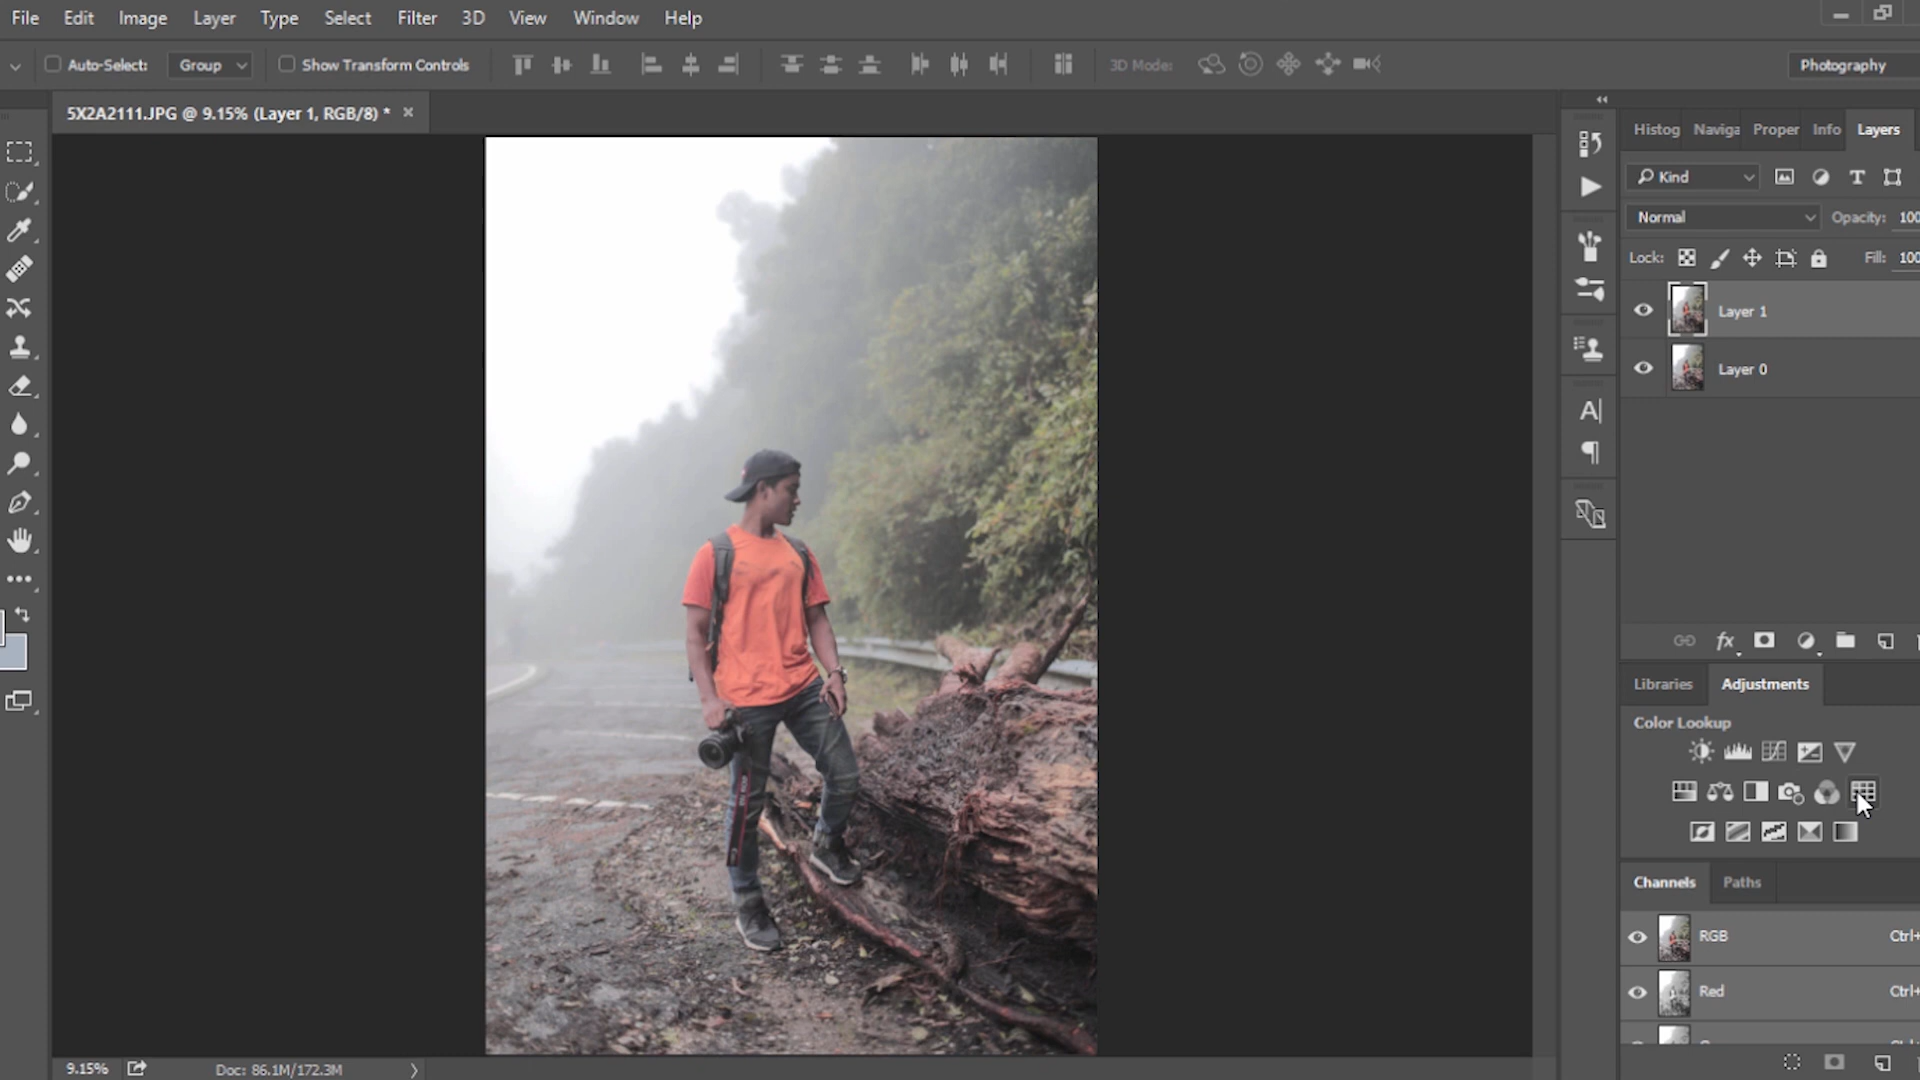 File Edit Image Layer Type Select Filter 3D View Window Help
Auto-Select: Group Show Transform Controls 3D Mode: Photography
5X2A2111.JPG @ 9.15% (Layer 1, RGB/8) * ×
Histog Naviga Proper Info Layers
Kind
Normal Opacity: 100
Lock: Fill: 100
Layer 1
Layer 0
fx
Libraries Adjustments
Color Lookup
Channels Paths
RGB Ctrl+
Red Ctrl+
9.15% Doc: 86.1M/172.3M